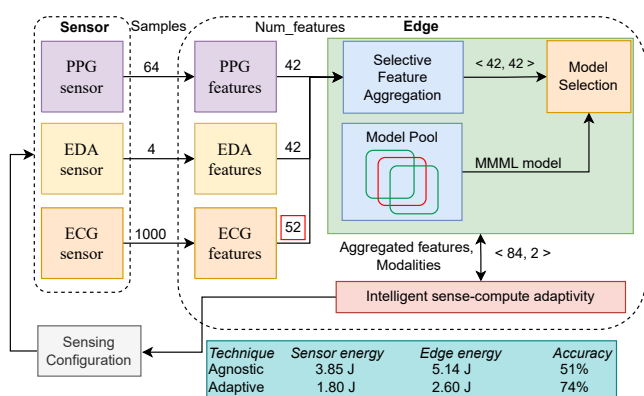 Sensor
Samples
Num_features
Edge
PPG
sensor
64
PPG
features
42
Selective
Feature
Aggregation
< 42, 42 >
Model
Selection
EDA
sensor
4
EDA
features
42
Model Pool
MMML model
ECG
sensor
1000
ECG
features
52
Aggregated features,
Modalities
< 84, 2 >
Intelligent sense-compute adaptivity
Sensing
Configuration
Technique Sensor energy Edge energy Accuracy
Agnostic 3.85 J 5.14 J 51%
Adaptive 1.80 J 2.60 J 74%